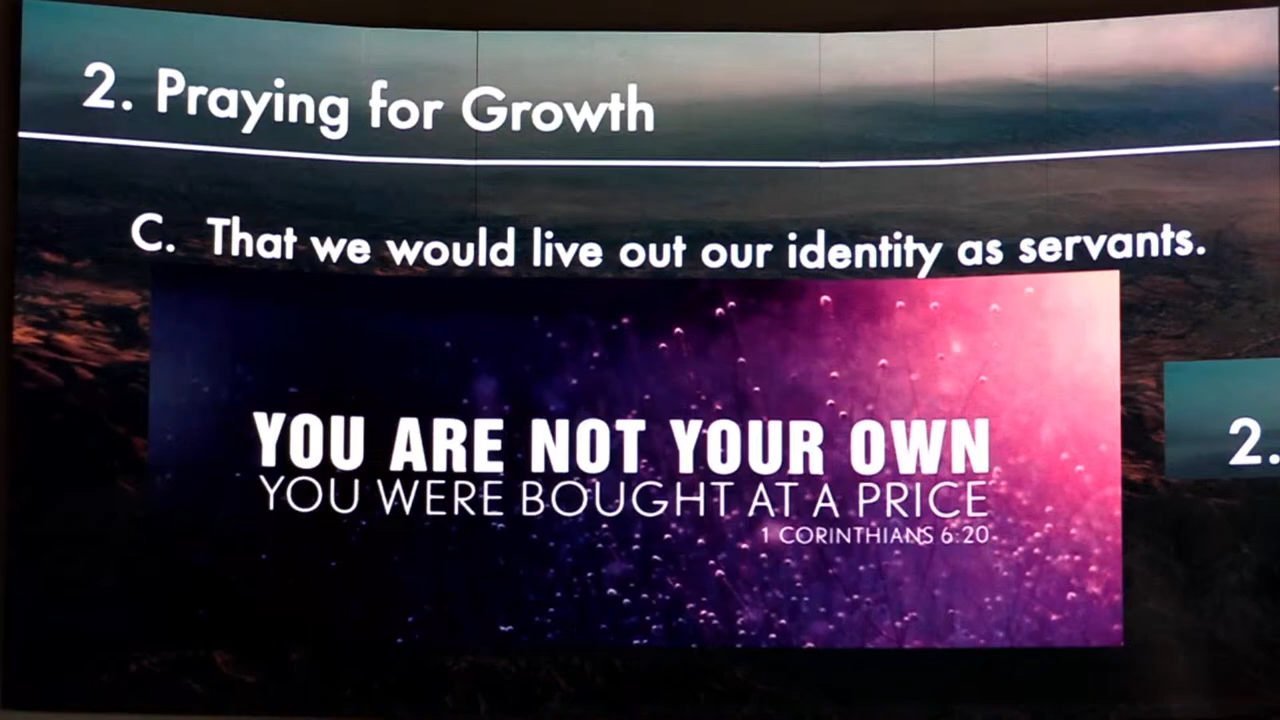 2. Praying for Growth
C. That we would live out our identity as servants.
YOU ARE NOT YOUR OWN
YOU WERE BOUGHT AT A PRICE
1 CORINTHIANS 6:20
2.